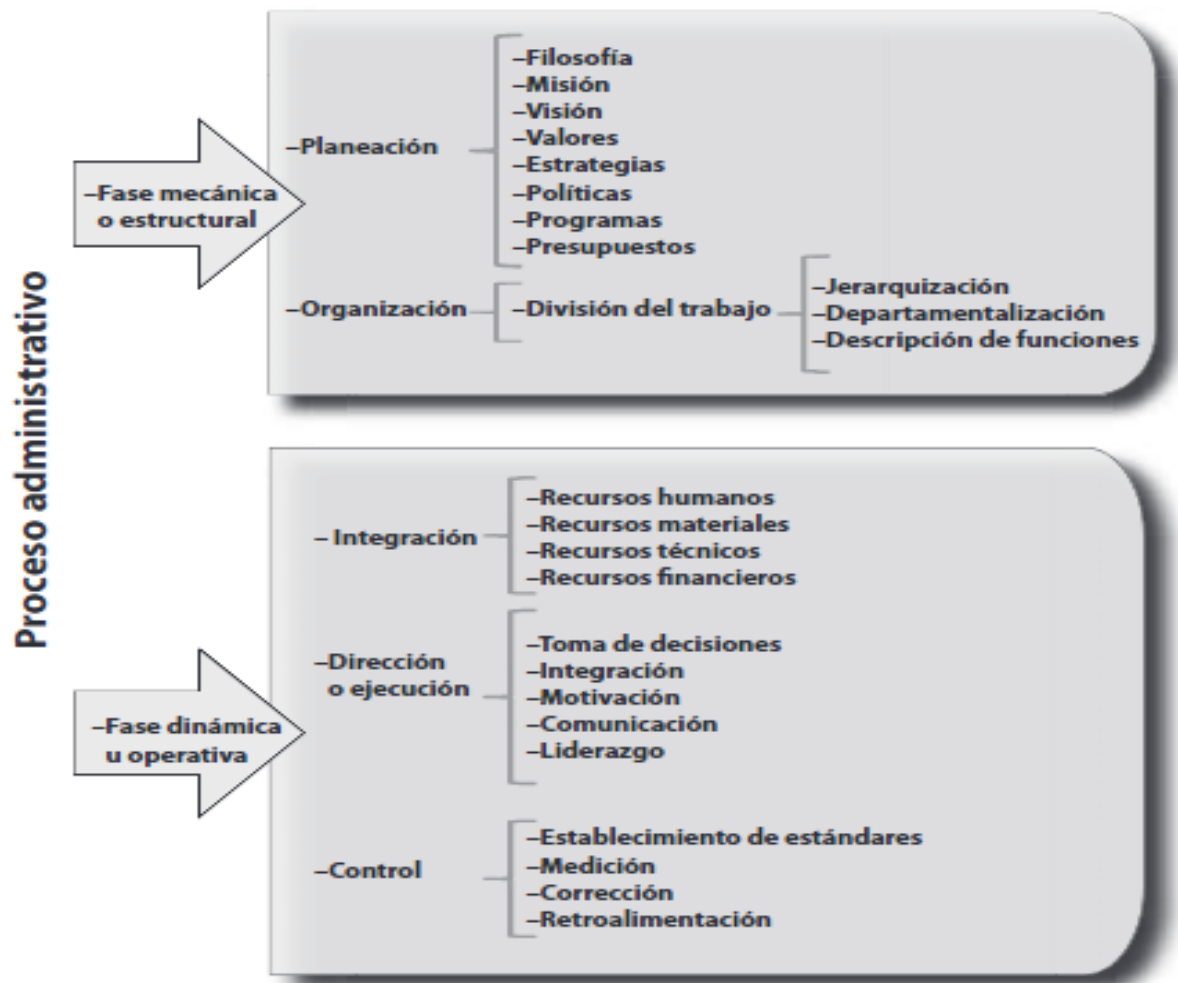 Proceso administrativo
–Fase mecánica
o estructural
–Planeación
–Filosofía
–Misión
–Visión
–Valores
–Estrategias
–Políticas
–Programas
–Presupuestos
–Organización
–División del trabajo
–Jerarquización
–Departamentalización
–Descripción de funciones
–Fase dinámica
u operativa
– Integración
–Recursos humanos
–Recursos materiales
–Recursos técnicos
–Recursos financieros
–Dirección
o ejecución
–Toma de decisiones
–Integración
–Motivación
–Comunicación
–Liderazgo
–Control
–Establecimiento de estándares
–Medición
–Corrección
–Retroalimentación